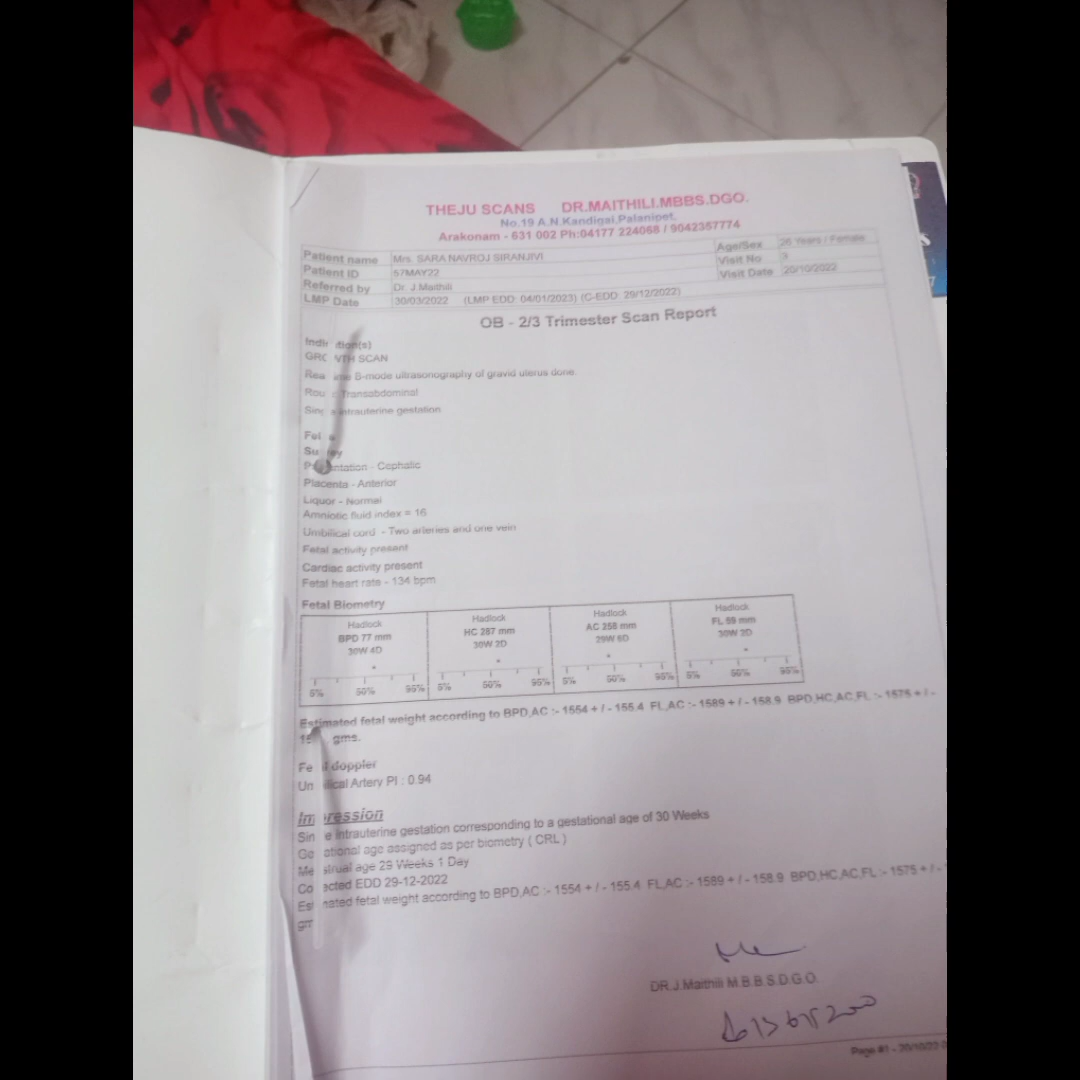 THEJU SCANS DR.MAITHILI.MBBS.DGO.
No.19 A.N.Kandigai,Palanipet,
Arakonam - 631 002 Ph:04177 224068 / 9042357774
Patient name Mrs. SARA NAVROJ SIRANJIVI Age/Sex 26 Years / Female
Patient ID 57MAY22 Visit No 3
Referred by Dr. J.Maithili Visit Date 20/10/2022
LMP Date 30/03/2022 (LMP EDD: 04/01/2023) (C-EDD: 29/12/2022)
OB - 2/3 Trimester Scan Report
GROWTH SCAN
B-mode ultrasonography of gravid uterus done.
Transabdominal
intrauterine gestation
Presentation - Cephalic
Placenta - Anterior
Liquor - Normal
Amniotic fluid index = 16
Umbilical cord - Two arteries and one vein
Fetal activity present
Cardiac activity present
Fetal heart rate - 134 bpm
Fetal Biometry
Hadlock Hadlock Hadlock Hadlock
BPD 77 mm HC 287 mm AC 258 mm FL 59 mm
30W 4D 30W 2D 29W 6D 30W 2D
5% 50% 95% 5% 50% 95% 5% 50% 95% 5% 50% 95%
Estimated fetal weight according to BPD,AC :- 1554 + / - 155.4 FL,AC :- 1589 + / - 158.9 BPD,HC,AC,FL :- 1575 + / -
gms.
doppler
Umbilical Artery PI : 0.94
Impression
intrauterine gestation corresponding to a gestational age of 30 Weeks
Gestational age assigned as per biometry ( CRL )
Menstrual age 29 Weeks 1 Day
Corrected EDD 29-12-2022
Estimated fetal weight according to BPD,AC :- 1554 + / - 155.4 FL,AC :- 1589 + / - 158.9 BPD,HC,AC,FL :- 1575 + / -
DR.J.Maithili M.B.B.S.D.G.O.
Page #1 - 20/10/22